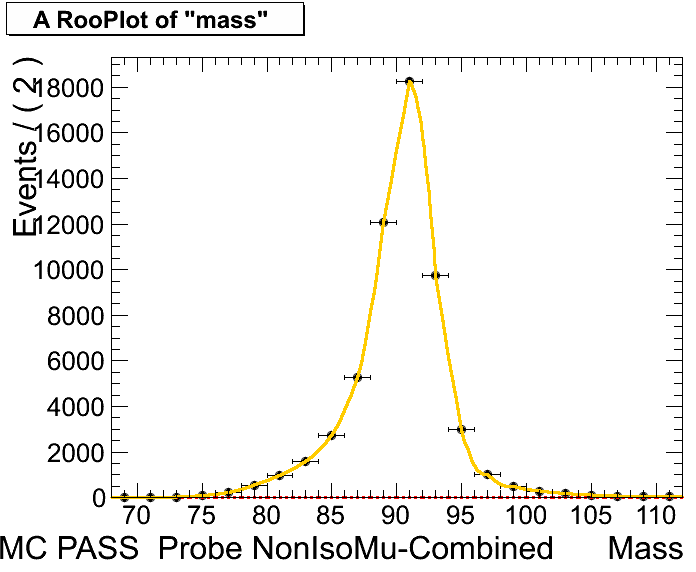 A RooPlot of "mass"
Events / ( 2 )
18000
16000
14000
12000
10000
8000
6000
4000
2000
0
70 75 80 85 90 95 100 105 110
MC PASS Probe NonIsoMu-Combined Mass